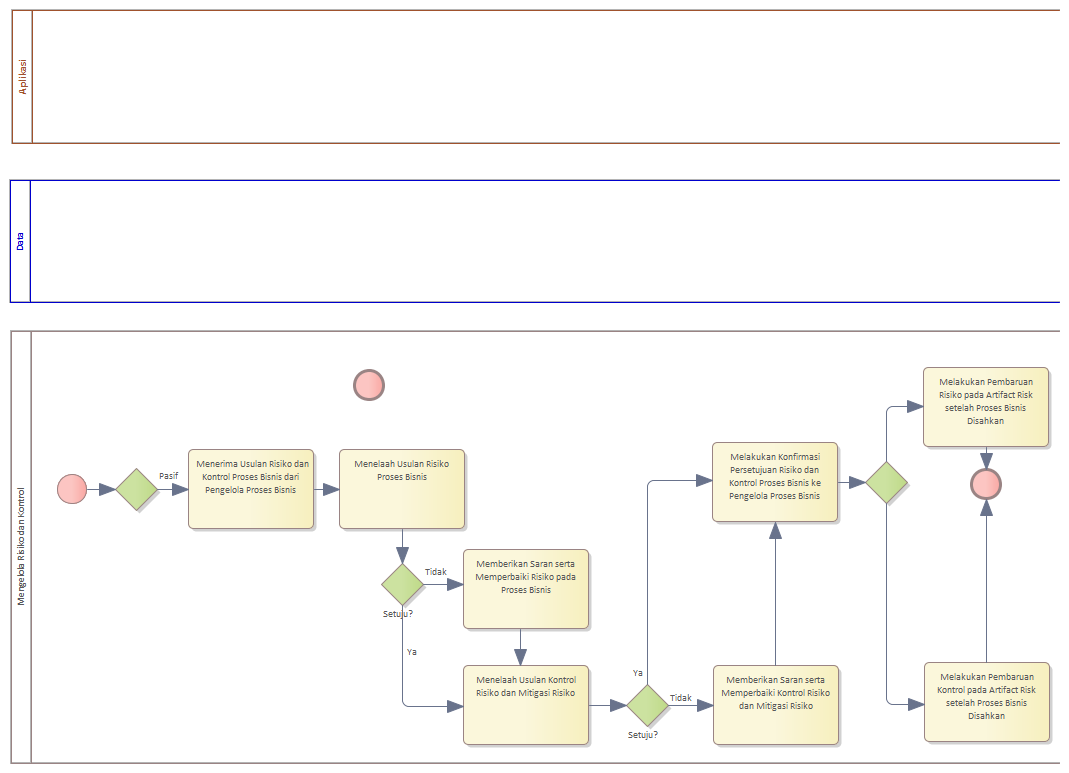 Aplikasi
Data
Mengelola Risiko dan Kontrol
Pasif
Menerima Usulan Risiko dan
Kontrol Proses Bisnis dari
Pengelola Proses Bisnis
Menelaah Usulan Risiko
Proses Bisnis
Setuju?
Tidak
Ya
Memberikan Saran serta
Memperbaiki Risiko pada
Proses Bisnis
Menelaah Usulan Kontrol
Risiko dan Mitigasi Risiko
Setuju?
Ya
Tidak
Memberikan Saran serta
Memperbaiki Kontrol Risiko
dan Mitigasi Risiko
Melakukan Konfirmasi
Persetujuan Risiko dan
Kontrol Proses Bisnis ke
Pengelola Proses Bisnis
Melakukan Pembaruan
Risiko pada Artifact Risk
setelah Proses Bisnis
Disahkan
Melakukan Pembaruan
Kontrol pada Artifact Risk
setelah Proses Bisnis
Disahkan